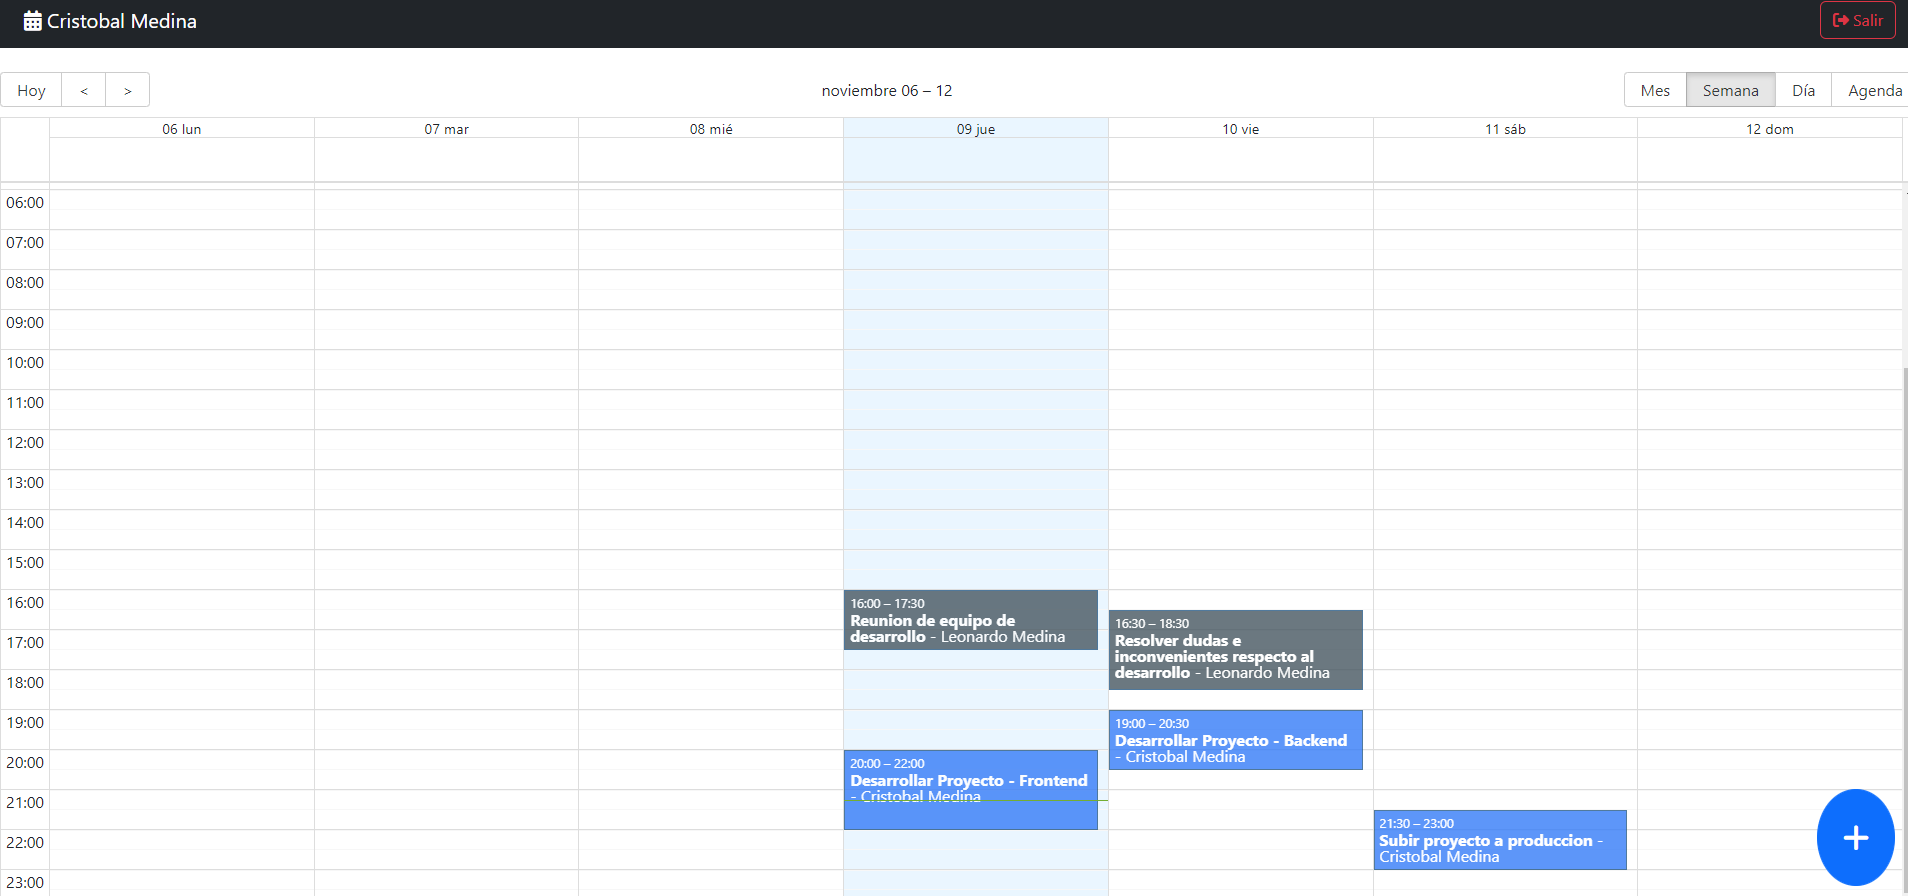 Cristobal Medina
Salir
Hoy < >
noviembre 06 – 12
Mes Semana Día Agenda
06 lun 07 mar 08 mié 09 jue 10 vie 11 sáb 12 dom
06:00
07:00
08:00
09:00
10:00
11:00
12:00
13:00
14:00
15:00
16:00
17:00
18:00
19:00
20:00
21:00
22:00
23:00
16:00 – 17:30
Reunion de equipo de
desarrollo - Leonardo Medina
20:00 – 22:00
Desarrollar Proyecto - Frontend
- Cristobal Medina
16:30 – 18:30
Resolver dudas e
inconvenientes respecto al
desarrollo - Leonardo Medina
19:00 – 20:30
Desarrollar Proyecto - Backend
- Cristobal Medina
21:30 – 23:00
Subir proyecto a produccion -
Cristobal Medina
+